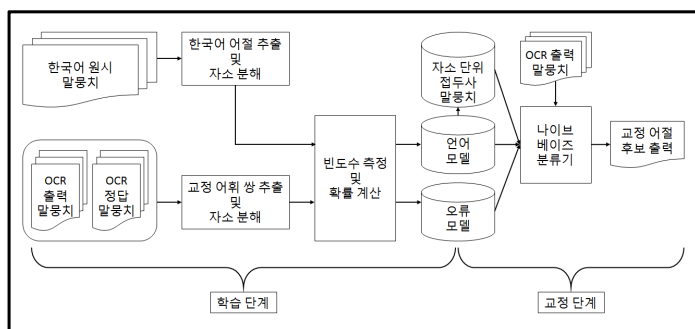 한국어 원시
말뭉치
한국어 어절 추출
및
자소 분해
자소 단위
접두사
말뭉치
OCR 출력
말뭉치
OCR
출력
말뭉치
OCR
정답
말뭉치
교정 어휘 쌍 추출
및
자소 분해
빈도수 측정
및
확률 계산
언어
모델
오류
모델
나이브
베이즈
분류기
교정 어절
후보 출력
학습 단계
교정 단계